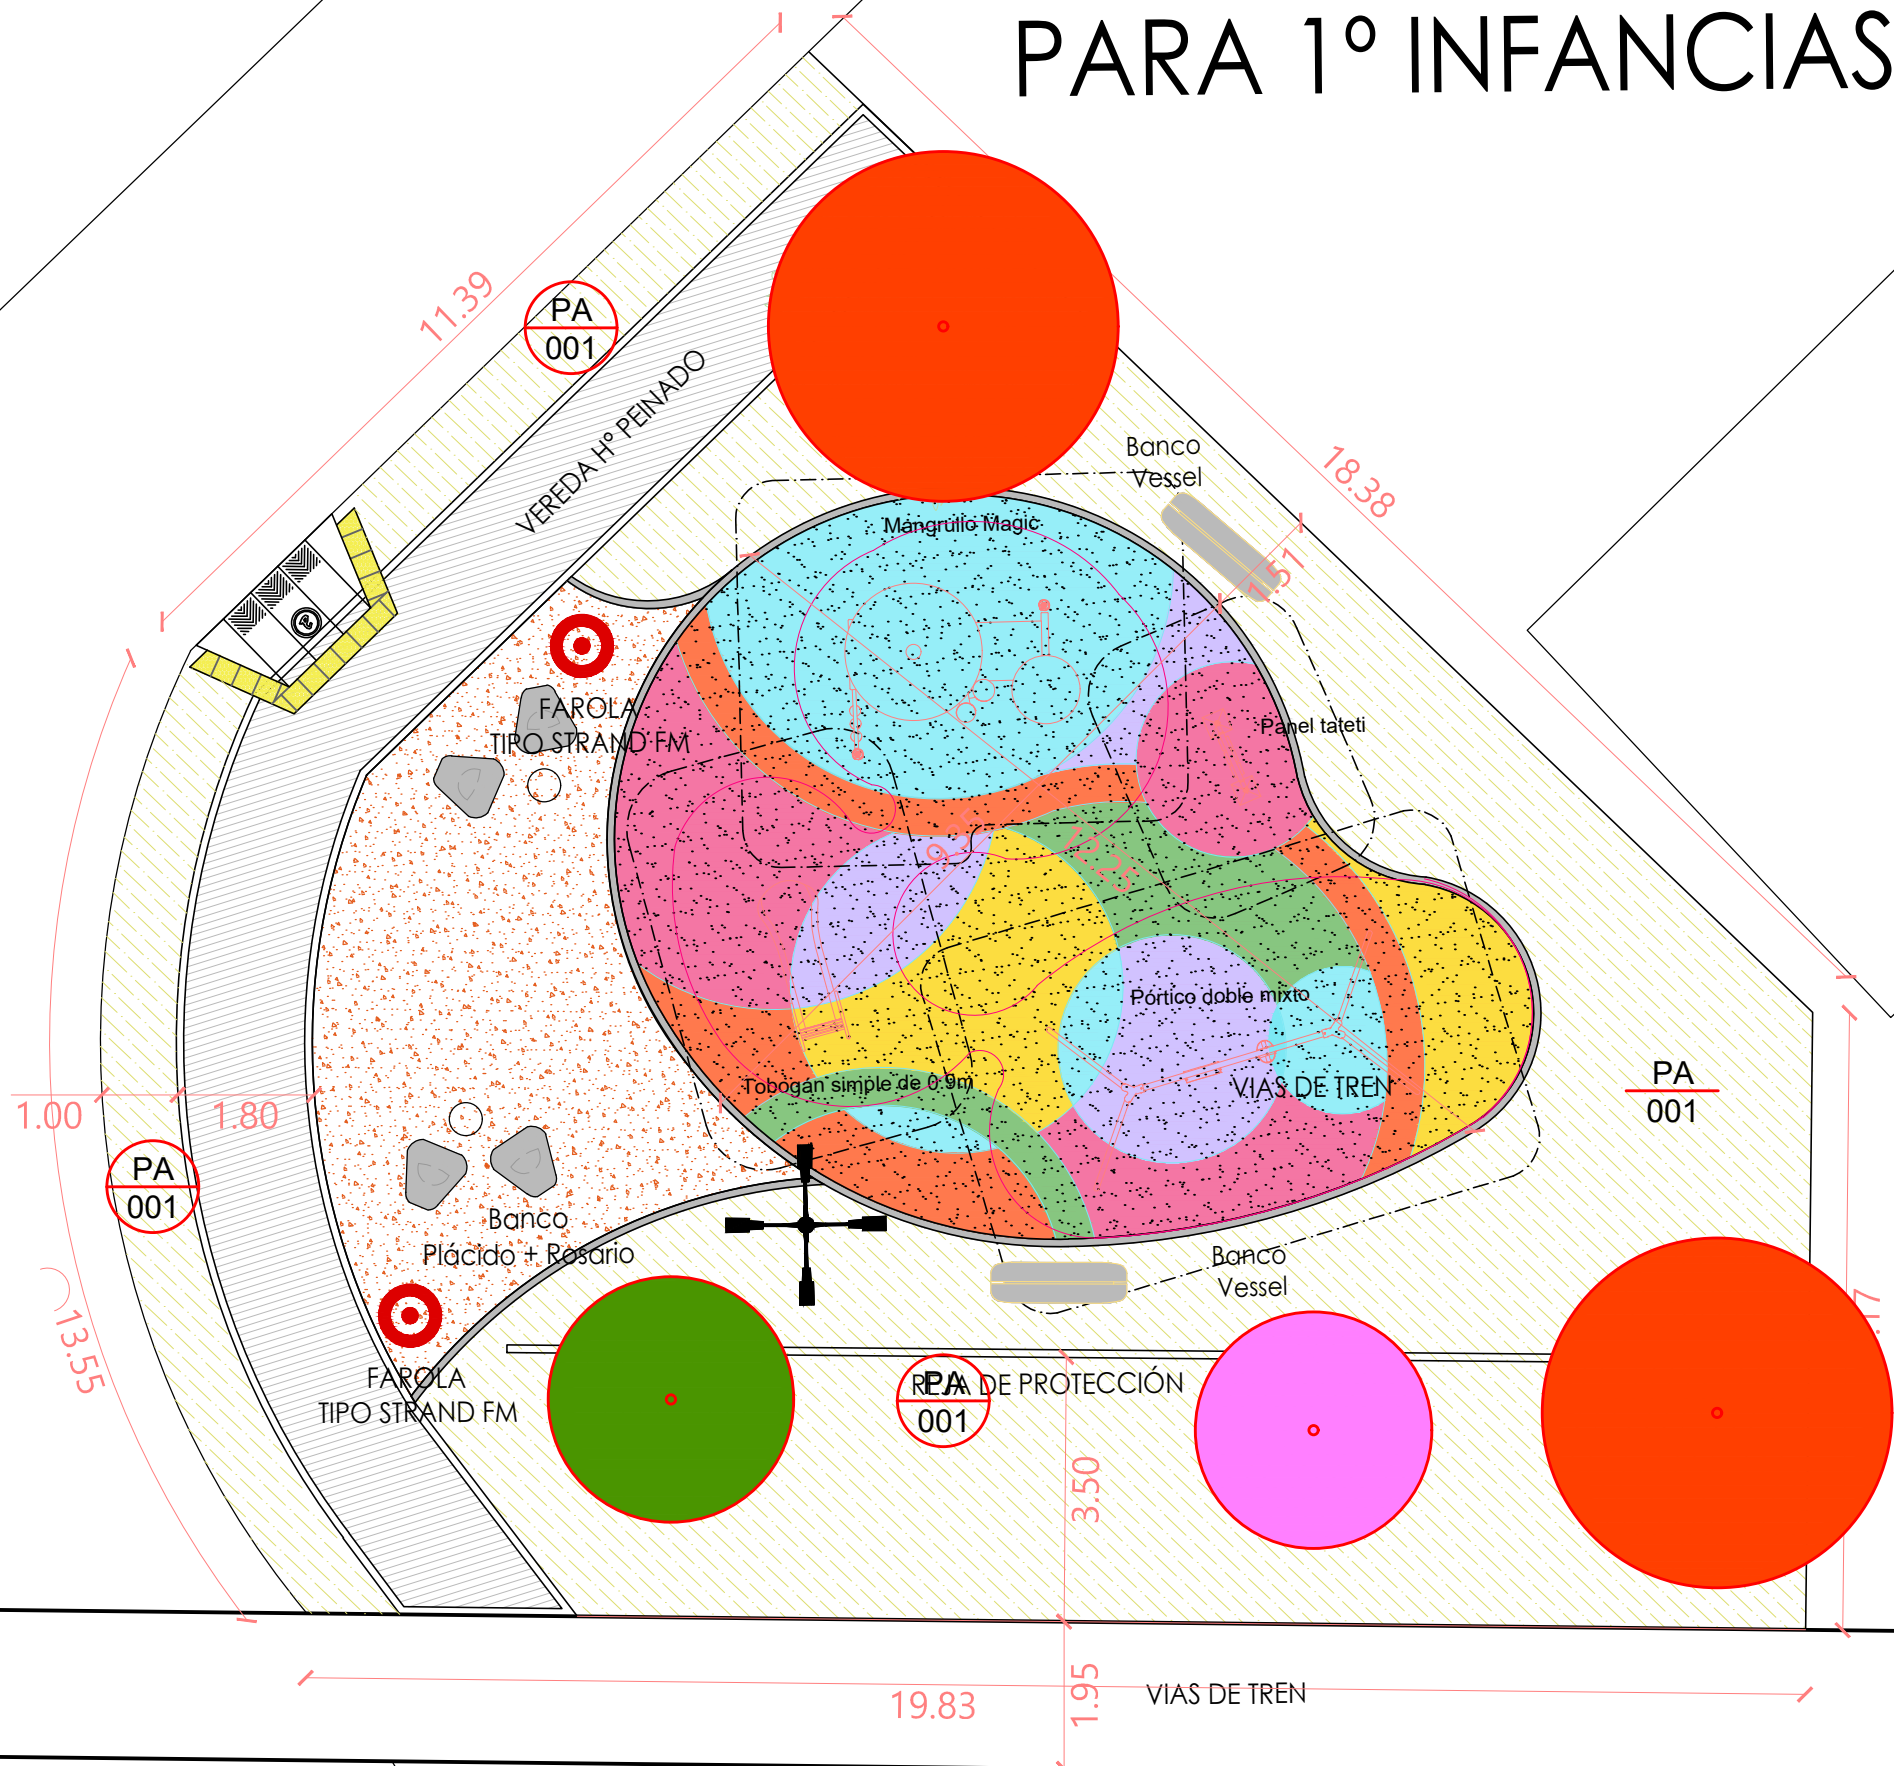 PARA 1º INFANCIAS
11.39
PA
001
VEREDA Hº PEINADO
Banco
Vessel
18.38
Mangrullo Magic
1.51
FAROLA
TIPO STRAND FM
Panel tateti
12.25
Pórtico doble mixto
PA
001
Tobogán simple de 0.9m
VIAS DE TREN
1.00
1.80
PA
001
Banco
Plácido + Rosario
Banco
Vessel
13.55
FAROLA
TIPO STRAND FM
PA
001
REJA DE PROTECCIÓN
3.50
19.83
1.95
VIAS DE TREN